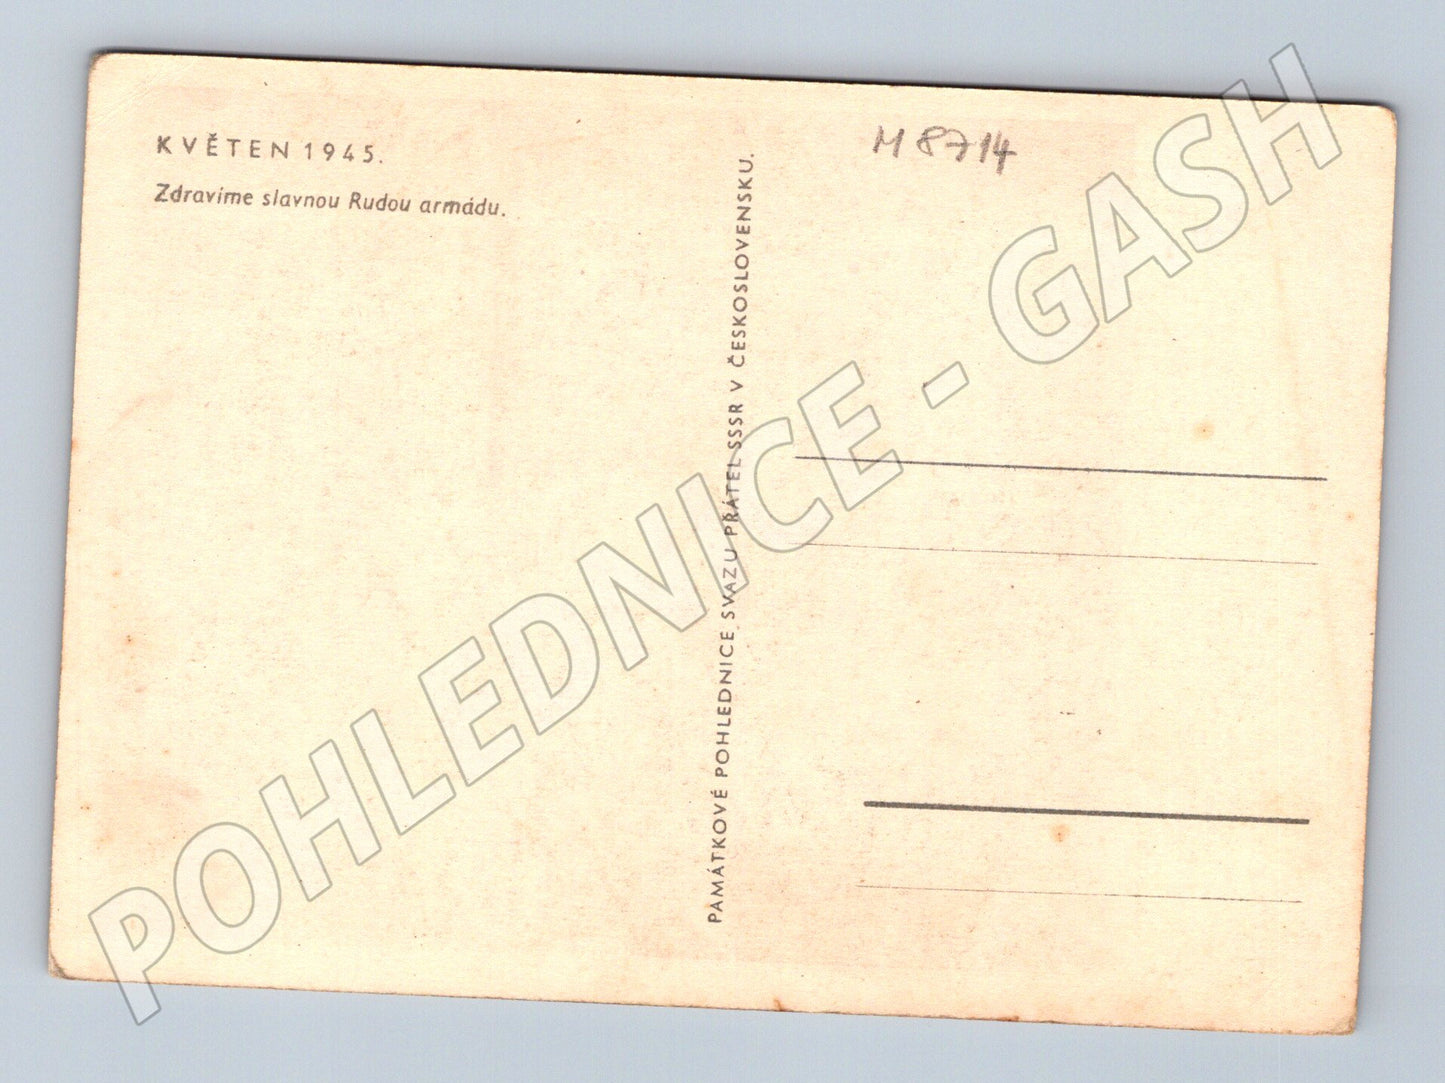 KVĚTEN 1945.
Zdravíme slavnou Rudou armádu.
PAMÁTKOVÉ POHLEDNICE SVAZU PŘÁTEL SSSR V ČESKOSLOVENSKU.
M 8714
POHLEDNICE - GASH